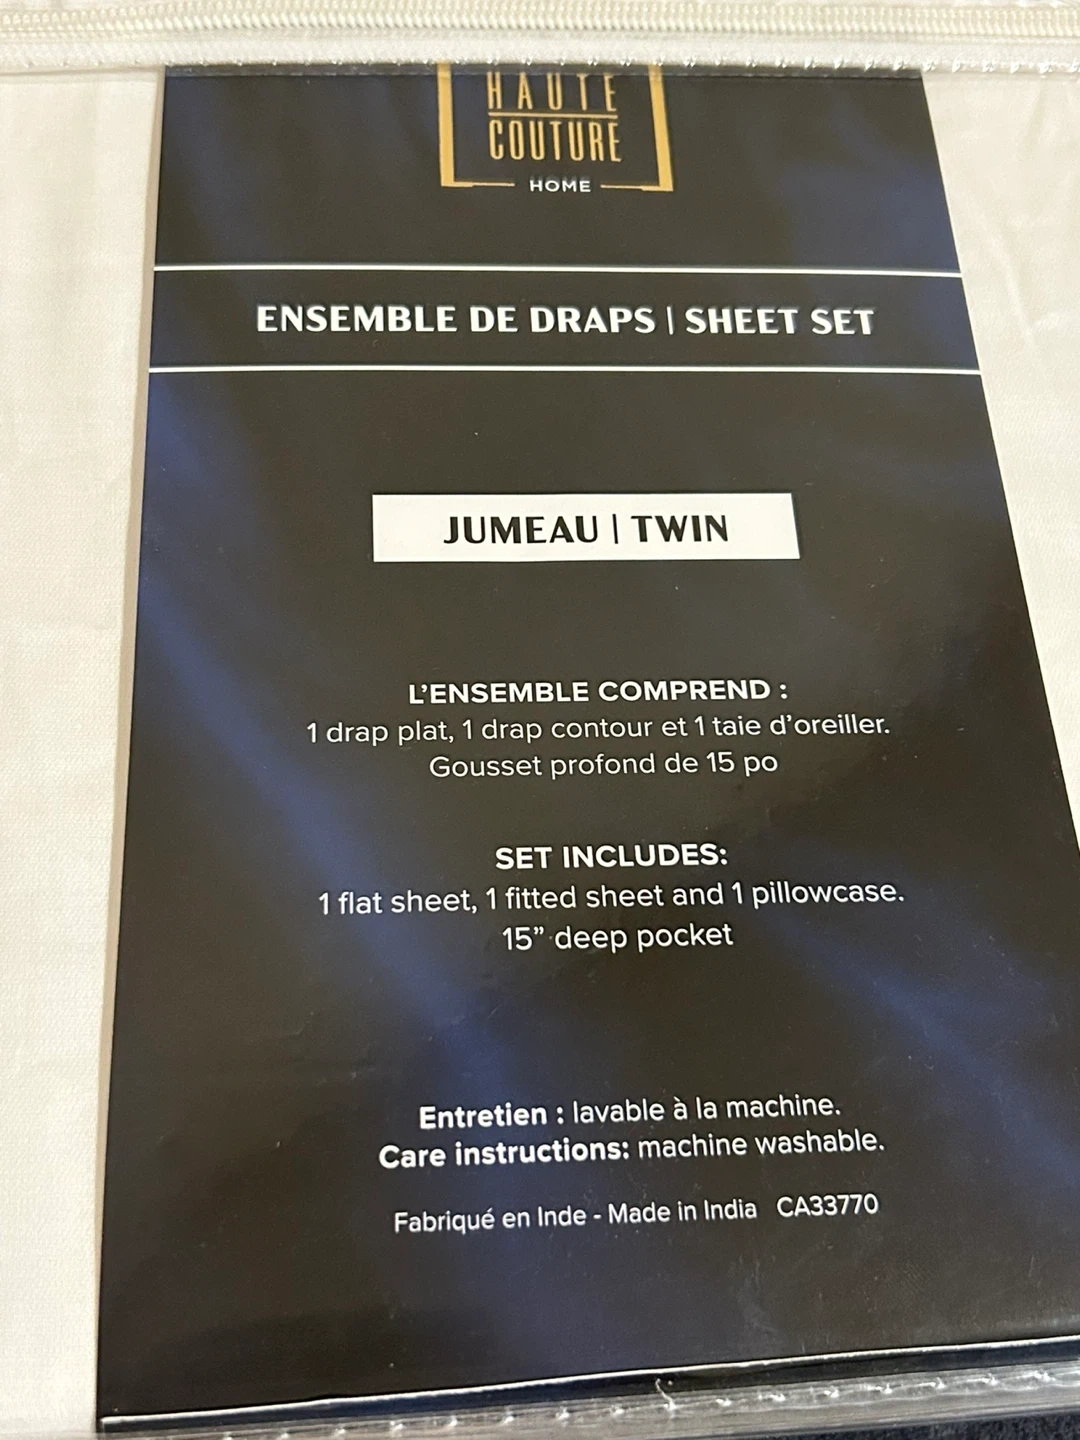 HAUTE
COUTURE
HOME
ENSEMBLE DE DRAPS | SHEET SET
JUMEAU | TWIN
L'ENSEMBLE COMPREND :
1 drap plat, 1 drap contour et 1 taie d'oreiller.
Gousset profond de 15 po
SET INCLUDES:
1 flat sheet, 1 fitted sheet and 1 pillowcase.
15” deep pocket
Entretien : lavable à la machine.
Care instructions: machine washable.
Fabriqué en Inde - Made in India CA33770